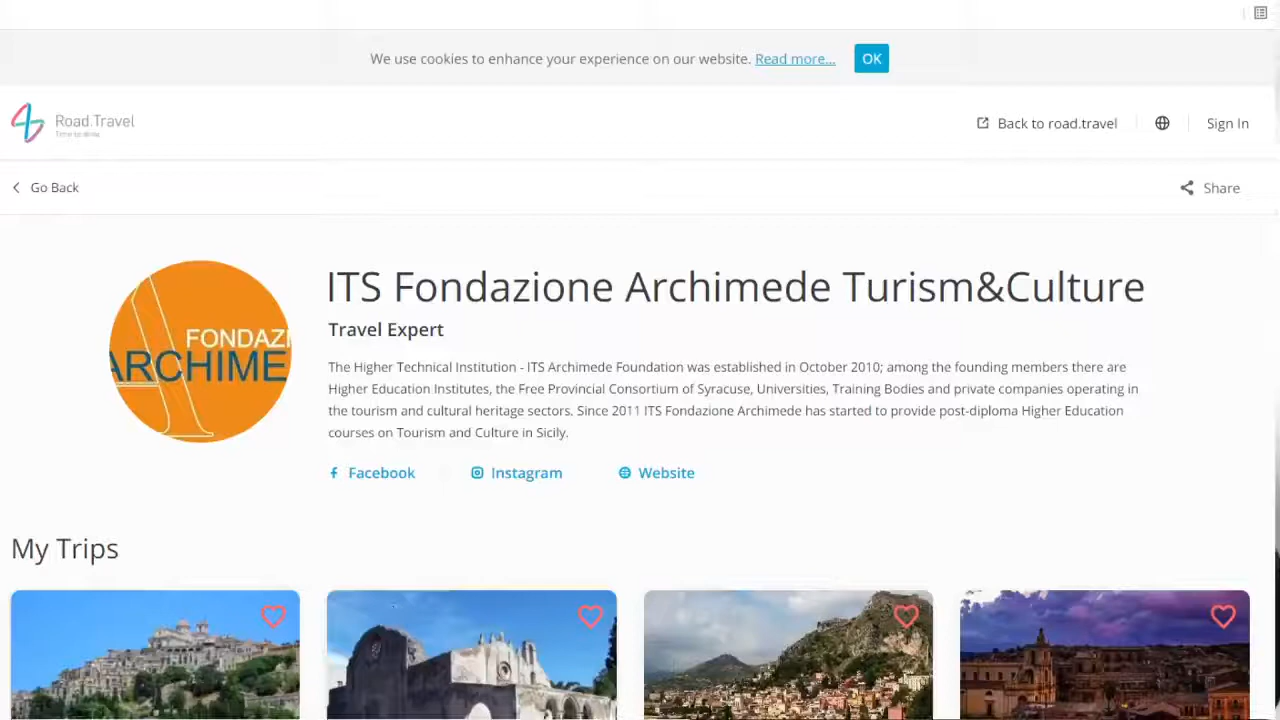 We use cookies to enhance your experience on our website. Read more... OK
Road.Travel
Time to drive
Back to road.travel
Sign In
Go Back
Share
FONDAZI
ARCHIME
ITS Fondazione Archimede Turism&Culture
Travel Expert
The Higher Technical Institution - ITS Archimede Foundation was established in October 2010; among the founding members there are
Higher Education Institutes, the Free Provincial Consortium of Syracuse, Universities, Training Bodies and private companies operating in
the tourism and cultural heritage sectors. Since 2011 ITS Fondazione Archimede has started to provide post-diploma Higher Education
courses on Tourism and Culture in Sicily.
Facebook
Instagram
Website
My Trips